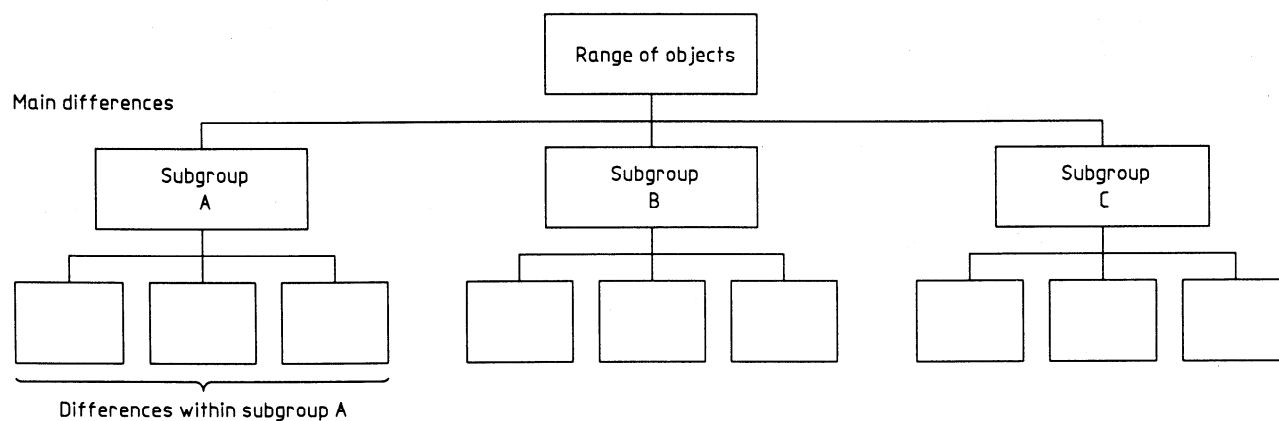 Range of objects
Main differences
Subgroup
A
Subgroup
B
Subgroup
C
Differences within subgroup A